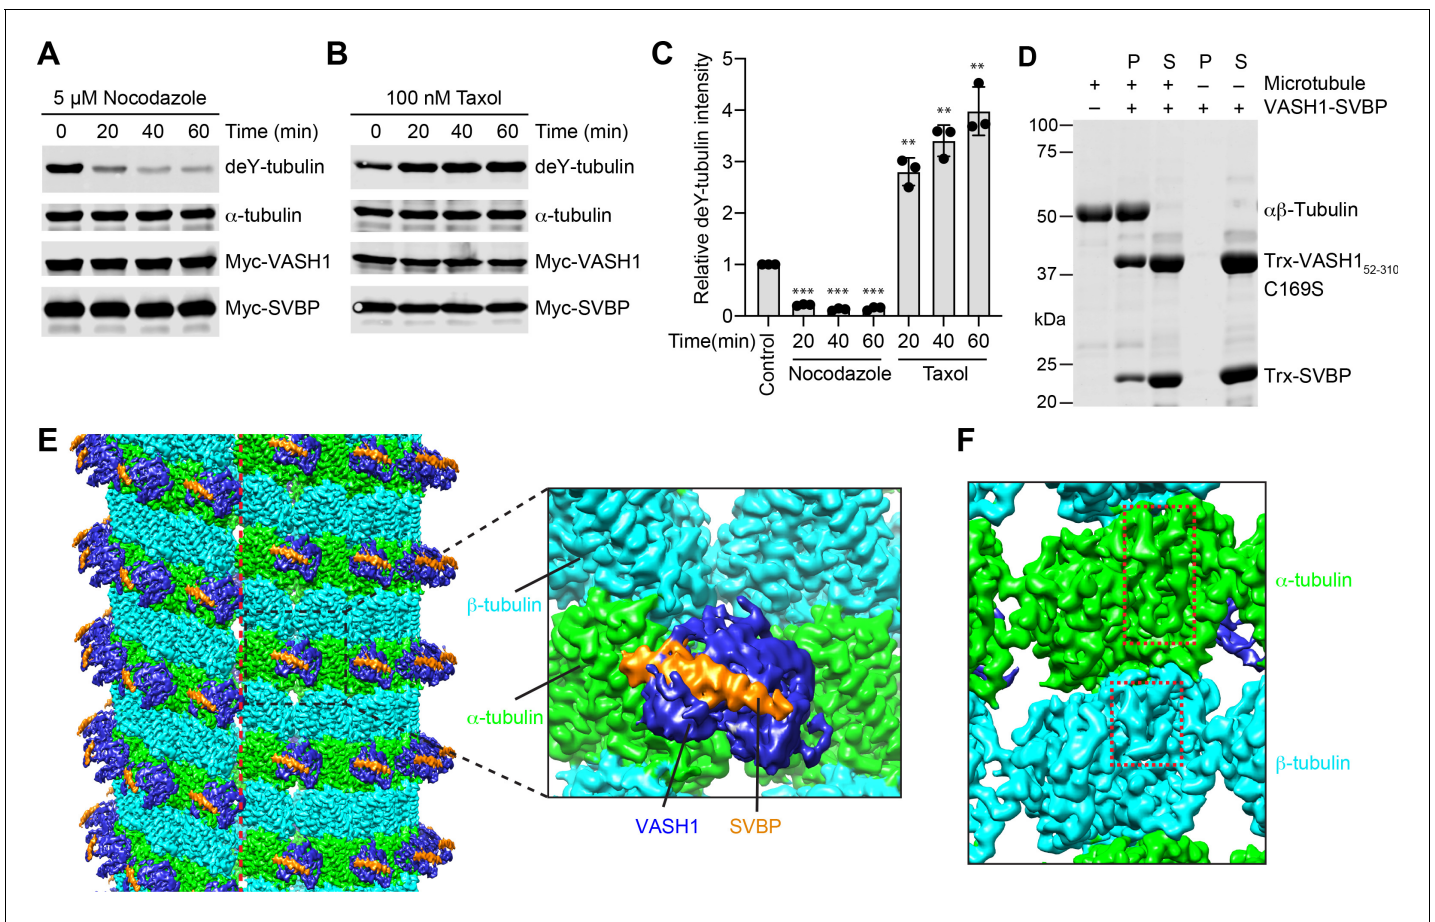 A
5 μM Nocodazole
0 20 40 60 Time (min)
deY-tubulin
α-tubulin
Myc-VASH1
Myc-SVBP
B
100 nM Taxol
0 20 40 60 Time (min)
deY-tubulin
α-tubulin
Myc-VASH1
Myc-SVBP
C
Relative deY-tubulin intensity
5
4
3
2
1
0
*** *** *** ** ** **
Time(min)
Control
20 40 60 20 40 60
Nocodazole Taxol
D
P S P S
+ + + – – Microtubule
– + + + + VASH1-SVBP
100
75
50
37
kDa
25
20
αβ-Tubulin
Trx-VASH1 52-310
C169S
Trx-SVBP
E
β-tubulin
α-tubulin
VASH1 SVBP
F
α-tubulin
β-tubulin